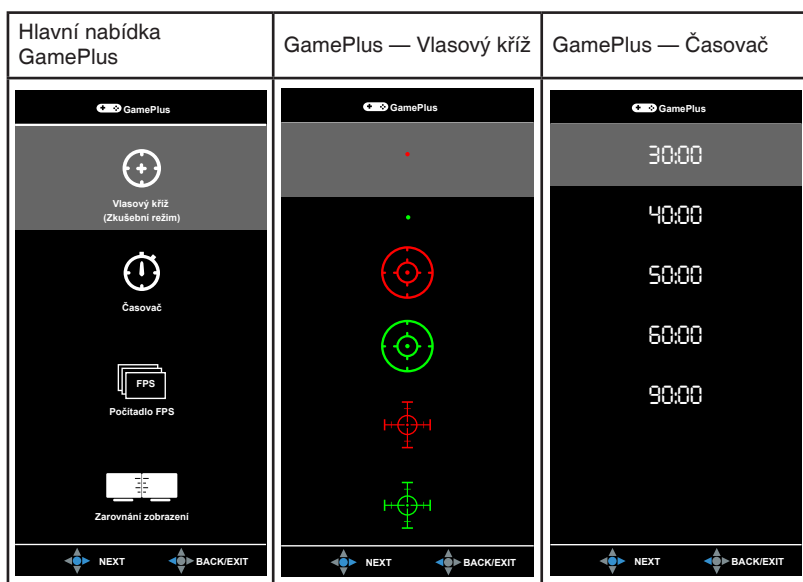 Hlavní nabídka
GamePlus
GamePlus — Vlasový kříž
GamePlus — Časovač
GamePlus
Vlasový kříž
(Zkušební režim)
Časovač
FPS
Počítadlo FPS
Zarovnání zobrazení
NEXT
BACK/EXIT
GamePlus
NEXT
BACK/EXIT
GamePlus
30:00
40:00
50:00
60:00
90:00
NEXT
BACK/EXIT